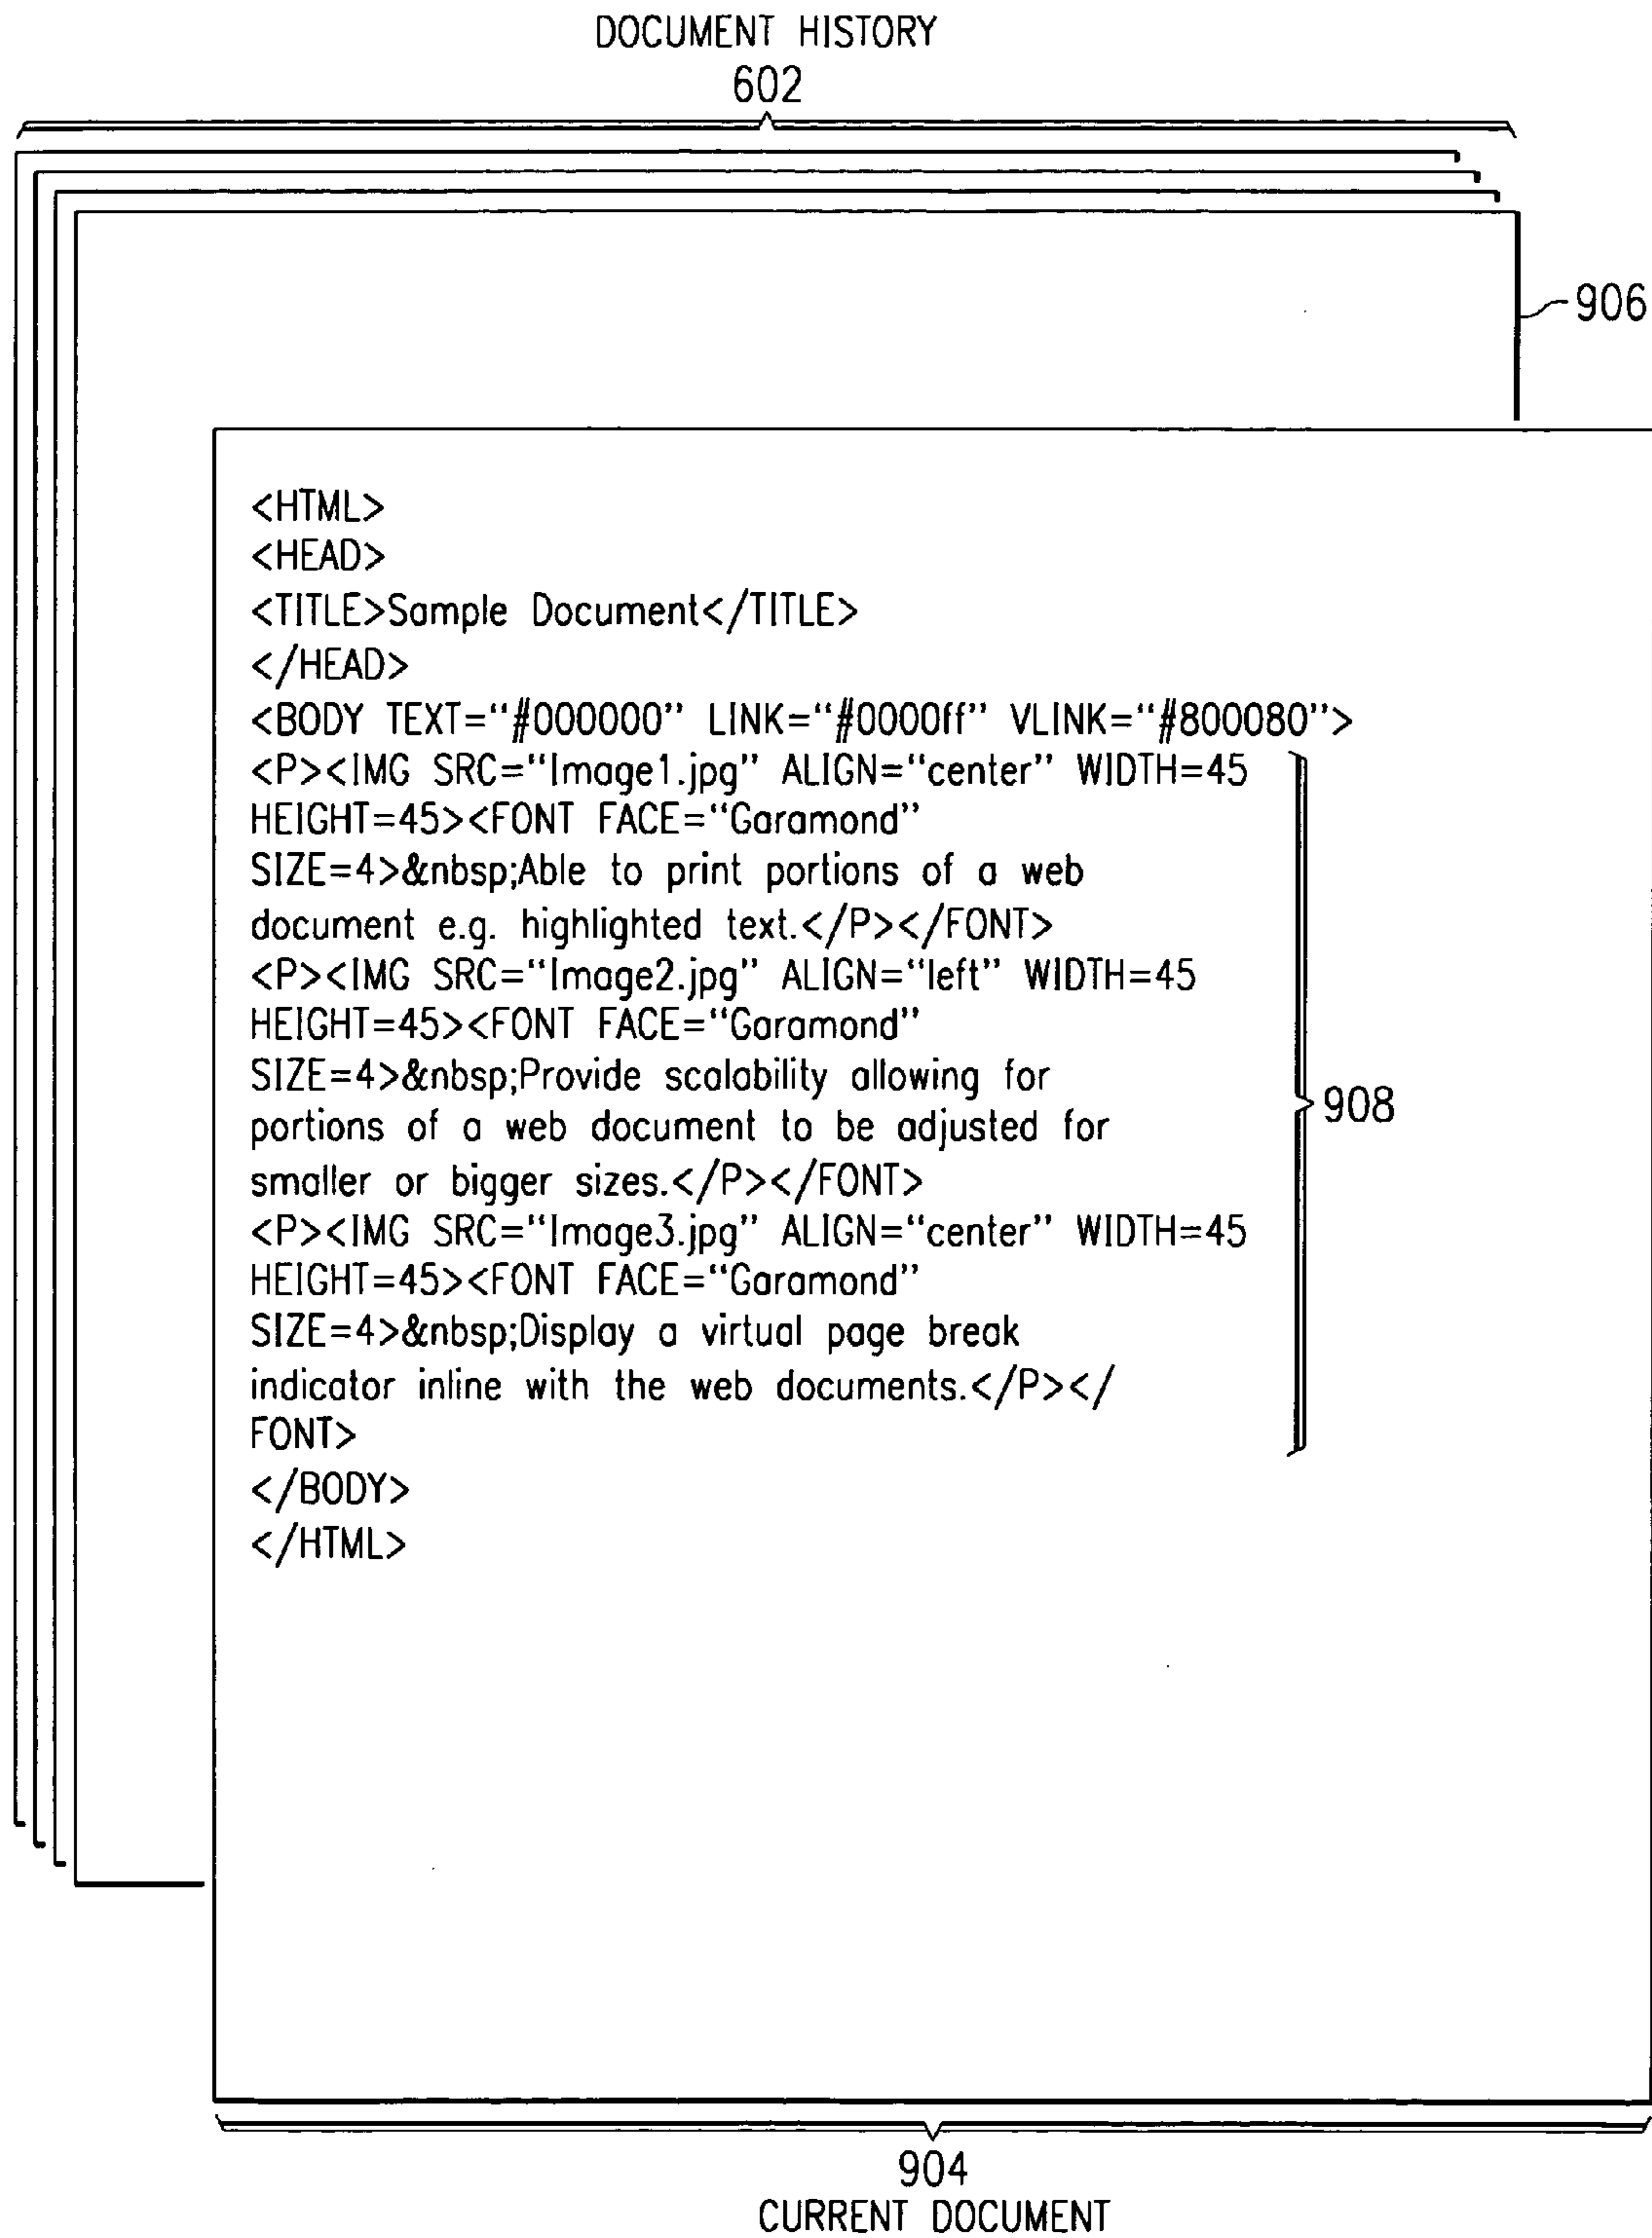 DOCUMENT HISTORY
602
906
<HTML>
<HEAD>
<TITLE>Sample Document</TITLE>
</HEAD>
<BODY TEXT=“#000000” LINK=“#0000ff” VLINK=“#800080”>
<P><IMG SRC=“Image1.jpg” ALIGN=“center” WIDTH=45
HEIGHT=45><FONT FACE=“Garamond”
SIZE=4>&nbsp;Able to print portions of a web
document e.g. highlighted text.</P></FONT>
<P><IMG SRC=“Image2.jpg” ALIGN=“left” WIDTH=45
HEIGHT=45><FONT FACE=“Garamond”
SIZE=4>&nbsp;Provide scalability allowing for
portions of a web document to be adjusted for
smaller or bigger sizes.</P></FONT>
<P><IMG SRC=“Image3.jpg” ALIGN=“center” WIDTH=45
HEIGHT=45><FONT FACE=“Garamond”
SIZE=4>&nbsp;Display a virtual page break
indicator inline with the web documents.</P></
FONT>
</BODY>
</HTML>
908
904
CURRENT DOCUMENT